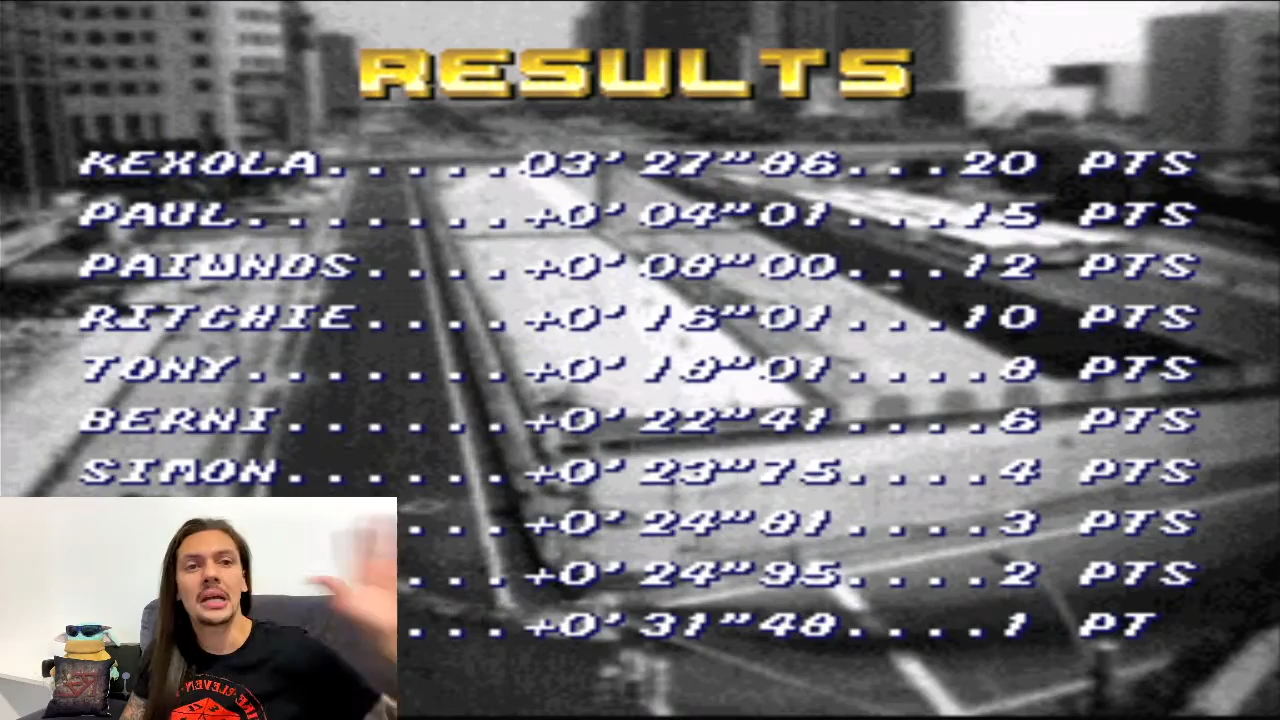 RESULTS
KEXOLA.....03'27"86...20 PTS
PAUL.......+0'04"01...15 PTS
PAIWNDS....+0'08"00...12 PTS
RITCHIE....+0'16"01...10 PTS
TONY.......+0'18"01....8 PTS
BERNI......+0'22"41....6 PTS
SIMON......+0'23"75....4 PTS
...+0'24"81....3 PTS
...+0'24"95....2 PTS
...+0'31"48....1 PT